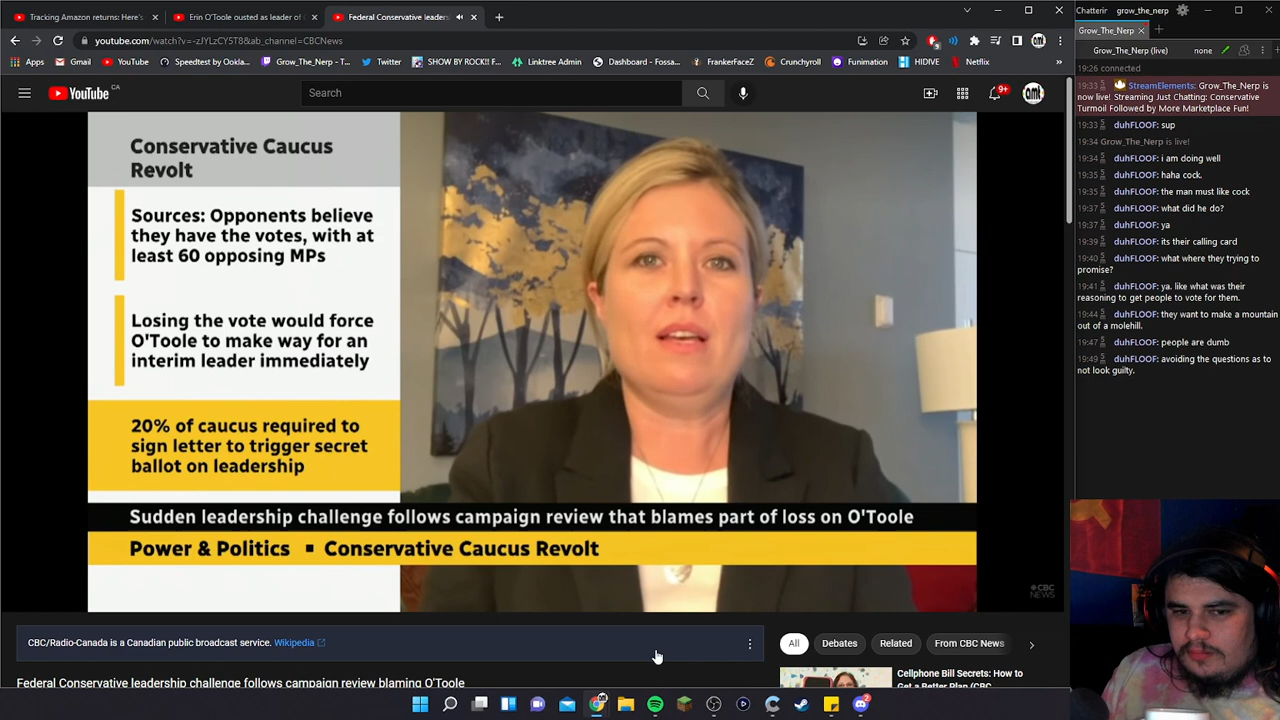 Tracking Amazon returns: Here's
Erin O'Toole ousted as leader of
Federal Conservative leaders
youtube.com/watch?v=-zJYLzCY5T8&ab_channel=CBCNews
Apps
Gmail
YouTube
Speedtest by Ookla...
Grow_The_Nerp - T...
Twitter
SHOW BY ROCK!! F...
Linktree Admin
Dashboard - Fossa...
FrankerFaceZ
Crunchyroll
Funimation
HIDIVE
Netflix
YouTube CA
Search
9+
amk
Conservative Caucus
Revolt
Sources: Opponents believe
they have the votes, with at
least 60 opposing MPs
Losing the vote would force
O'Toole to make way for an
interim leader immediately
20% of caucus required to
sign letter to trigger secret
ballot on leadership
Sudden leadership challenge follows campaign review that blames part of loss on O'Toole
Power & Politics ▪ Conservative Caucus Revolt
CBC
NEWS
CBC/Radio-Canada is a Canadian public broadcast service. Wikipedia
All
Debates
Related
From CBC News
Federal Conservative leadership challenge follows campaign review blaming O'Toole
Cellphone Bill Secrets: How to
Get a Better Plan (CBC
Chatterir
grow_the_nerp
Grow_The_Nerp
Grow_The_Nerp (live)
none
19:26 connected
19:33 StreamElements: Grow_The_Nerp is
now live! Streaming Just Chatting: Conservative
Turmoil Followed by More Marketplace Fun!
19:33 duhFLOOF: sup
19:34 Grow_The_Nerp is live!
19:34 duhFLOOF: i am doing well
19:35 duhFLOOF: haha cock.
19:35 duhFLOOF: the man must like cock
19:37 duhFLOOF: what did he do?
19:37 duhFLOOF: ya
19:39 duhFLOOF: its their calling card
19:40 duhFLOOF: what where they trying to
promise?
19:41 duhFLOOF: ya. like what was their
reasoning to get people to vote for them.
19:44 duhFLOOF: they want to make a mountain
out of a molehill.
19:47 duhFLOOF: people are dumb
19:49 duhFLOOF: avoiding the questions as to
not look guilty.